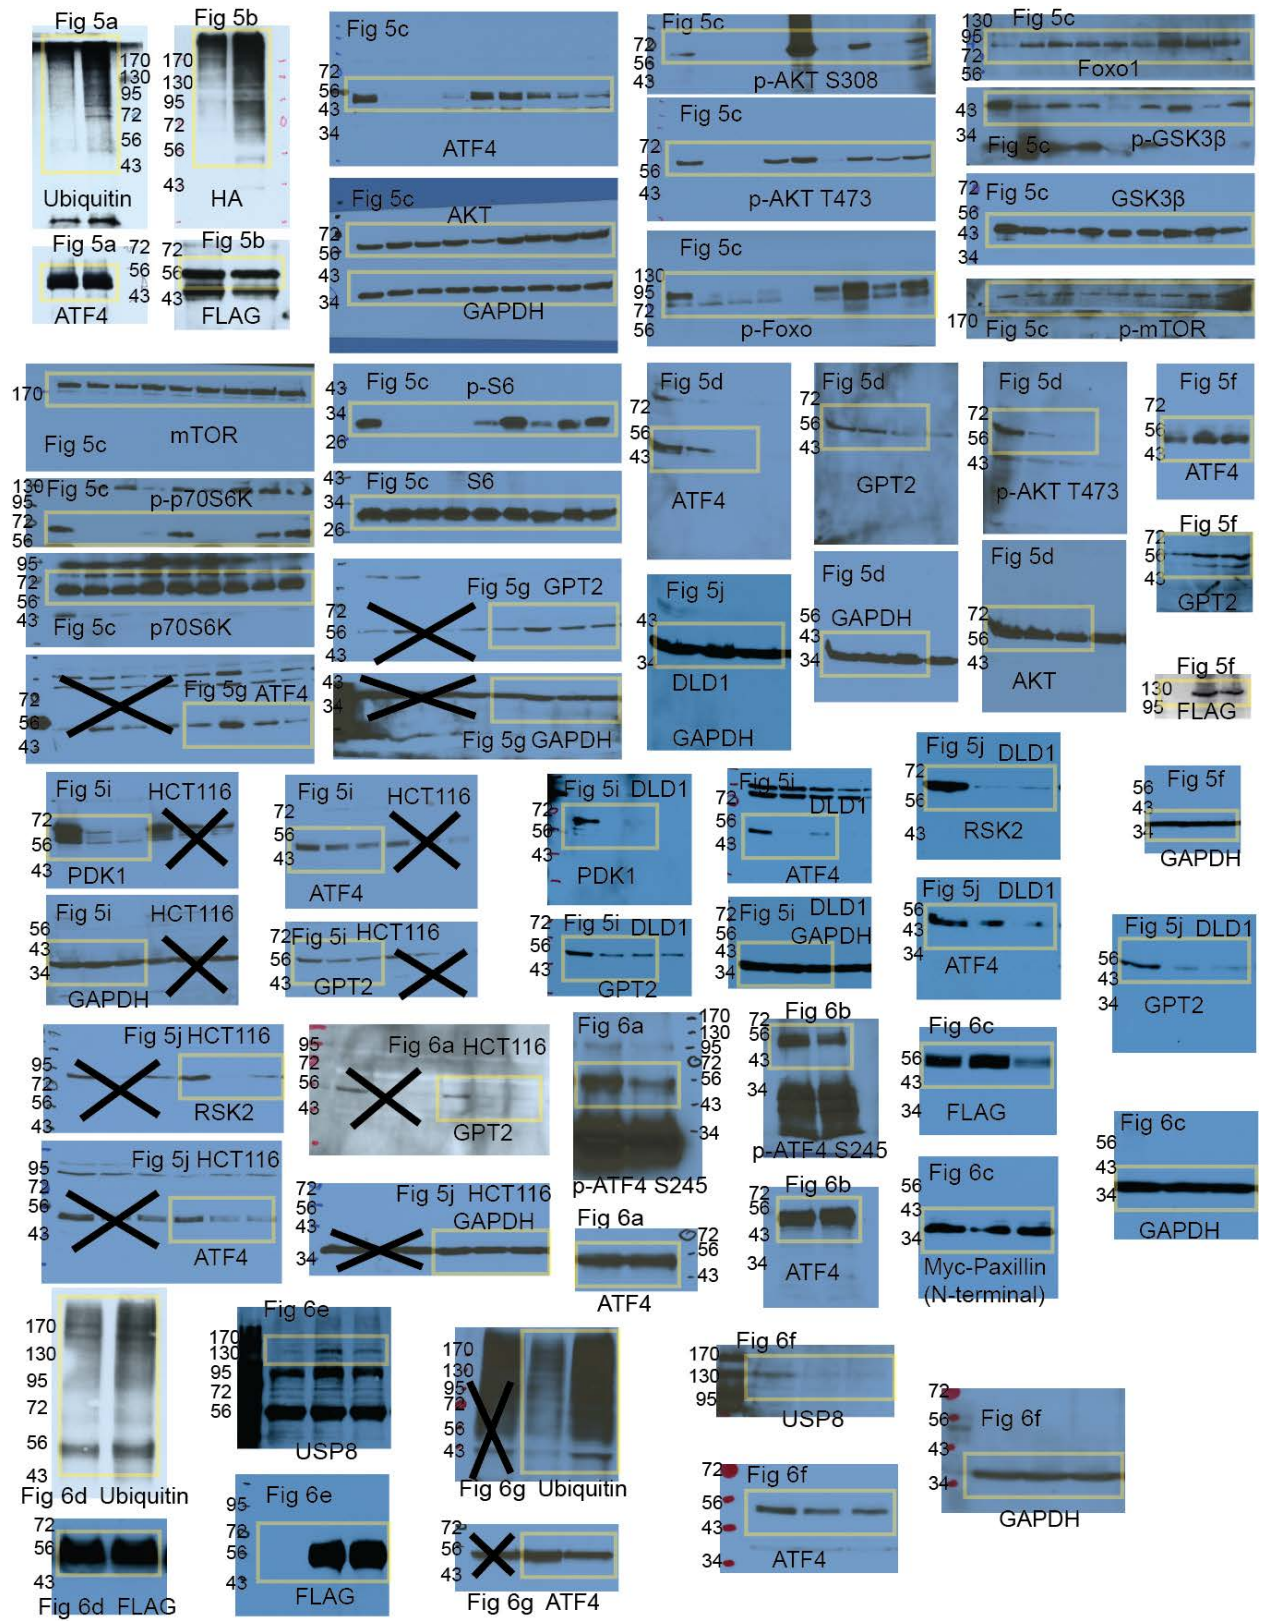 Fig 5a
170
130
95
72
56
43
Ubiquitin
Fig 5b
170
130
95
72
56
43
HA
Fig 5c
72
56
43
34
ATF4
Fig 5c
72
56
43
p-AKT S308
Fig 5c
130
95
72
56
Foxo1
Fig 5c
72
56
43
p-AKT T473
43
34
Fig 5c
p-GSK3β
Fig 5a
72
56
43
ATF4
Fig 5b
72
56
43
FLAG
Fig 5c
AKT
72
56
43
34
GAPDH
Fig 5c
130
95
72
56
p-Foxo
72
Fig 5c
GSK3β
56
43
34
170
Fig 5c
p-mTOR
170
Fig 5c
mTOR
43
Fig 5c
p-S6
34
26
Fig 5d
72
56
43
ATF4
Fig 5d
72
56
43
GPT2
Fig 5d
72
56
43
p-AKT T473
Fig 5f
72
56
43
ATF4
130
Fig 5c
95
p-p70S6K
72
56
43
Fig 5c
S6
34
26
95
72
56
43
Fig 5c
p70S6K
Fig 5g
GPT2
72
56
43
Fig 5j
43
34
DLD1
GAPDH
Fig 5d
56
GAPDH
43
34
Fig 5d
72
56
43
AKT
Fig 5f
72
56
43
GPT2
Fig 5g
ATF4
72
56
43
43
34
Fig 5g GAPDH
Fig 5f
130
95
FLAG
Fig 5i
HCT116
72
56
43
PDK1
Fig 5i
HCT116
72
56
43
ATF4
Fig 5i DLD1
72
56
43
PDK1
Fig 5i
72
DLD1
56
43
ATF4
Fig 5j DLD1
72
56
43
RSK2
Fig 5f
56
43
34
GAPDH
Fig 5i
HCT116
56
43
34
GAPDH
72
Fig 5i
HCT116
56
43
GPT2
72
Fig 5i DLD1
56
43
GPT2
72
Fig 5i
DLD1
56
GAPDH
43
34
56
Fig 5j DLD1
43
34
ATF4
Fig 5j DLD1
56
43
34
GPT2
Fig 5j HCT116
95
72
56
43
RSK2
95
Fig 6a HCT116
72
56
43
GPT2
Fig 6a
170
130
95
72
56
43
34
p-ATF4 S245
Fig 6b
72
56
43
34
p-ATF4 S245
Fig 6c
56
43
34
FLAG
Fig 6c
56
43
34
GAPDH
Fig 5j HCT116
95
72
56
43
ATF4
72
Fig 5j HCT116
56
GAPDH
43
34
Fig 6a
72
56
43
ATF4
Fig 6b
72
56
43
34
ATF4
Fig 6c
56
43
34
Myc-Paxillin
(N-terminal)
170
130
95
72
56
43
Fig 6d Ubiquitin
Fig 6e
170
130
95
72
56
USP8
170
130
95
72
56
43
Fig 6g Ubiquitin
Fig 6f
170
130
95
USP8
72
56
Fig 6f
43
34
GAPDH
72
56
43
Fig 6d FLAG
95
Fig 6e
72
56
43
FLAG
72
56
43
Fig 6g ATF4
72
Fig 6f
56
43
34
ATF4